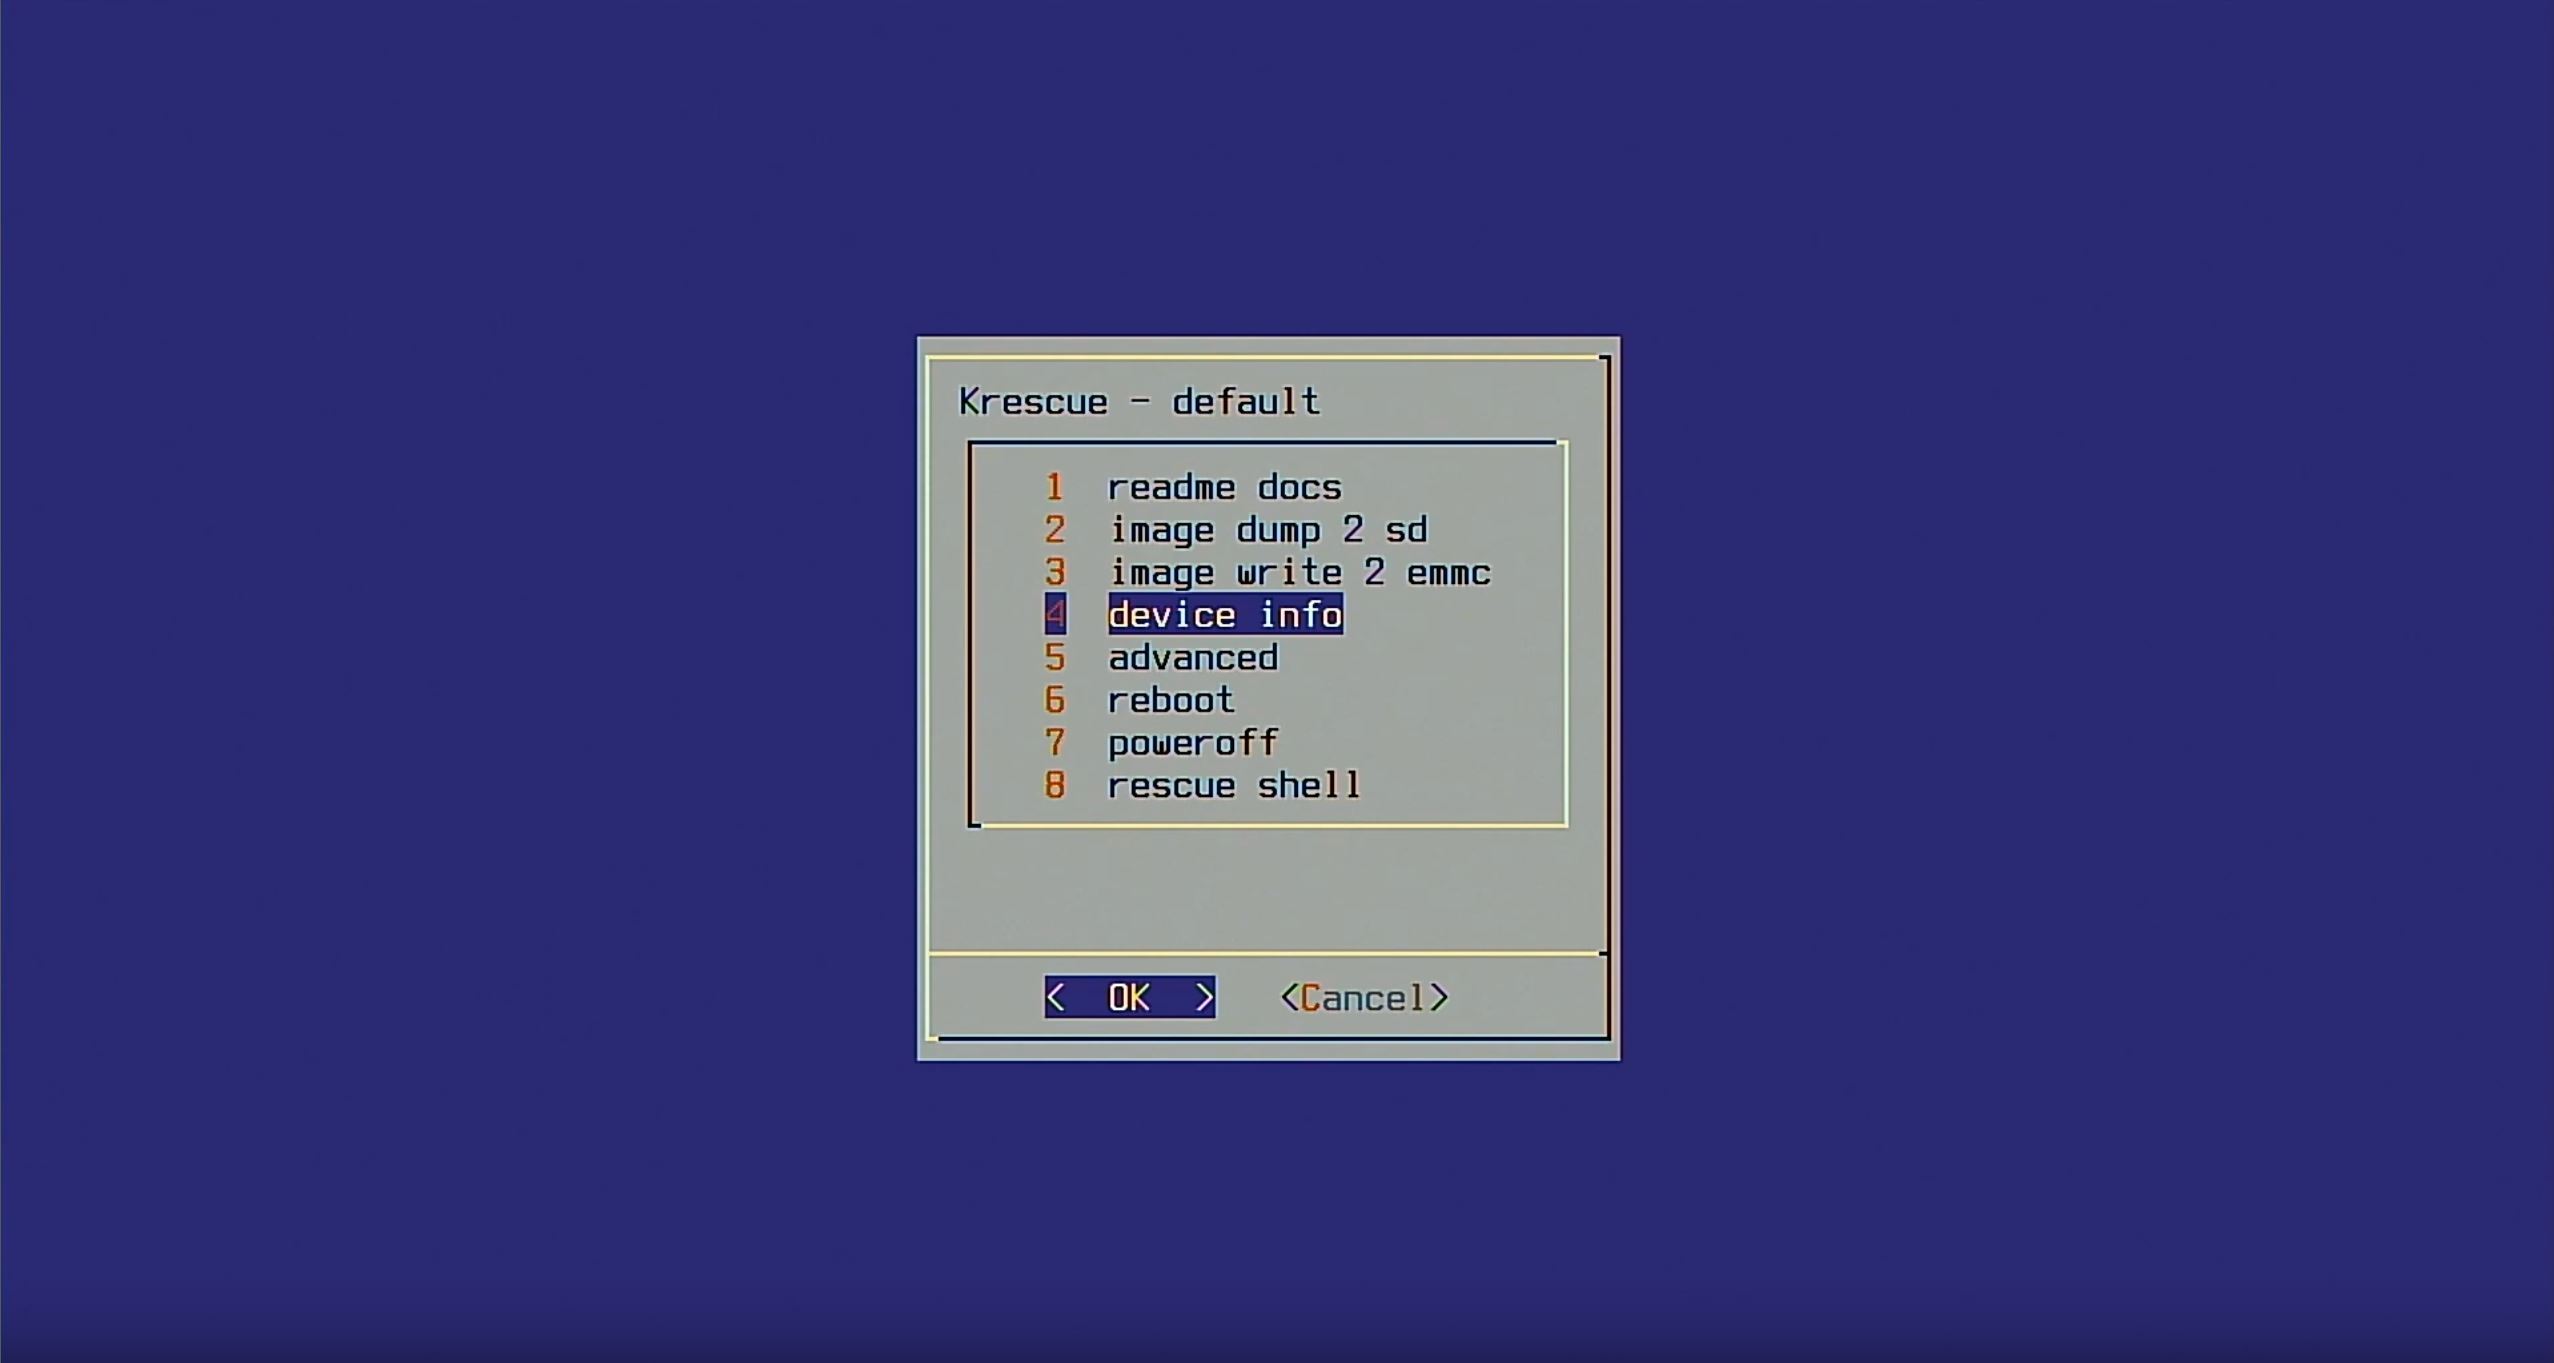 Krescue - default
1 readme docs
2 image dump 2 sd
3 image write 2 emmc
4 device info
5 advanced
6 reboot
7 poweroff
8 rescue shell
< OK > <Cancel>